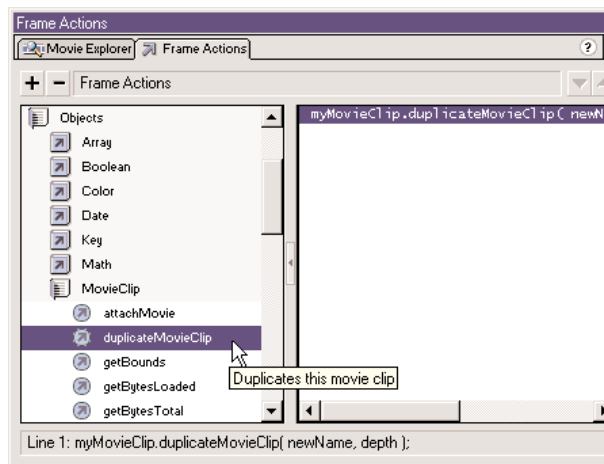 Frame Actions
Movie Explorer Frame Actions ?
+ - Frame Actions
Objects
Array
Boolean
Color
Date
Key
Math
MovieClip
attachMovie
duplicateMovieClip
getBounds
getBytesLoaded
getBytesTotal
Duplicates this movie clip
myMovieClip.duplicateMovieClip( newN
Line 1: myMovieClip.duplicateMovieClip( newName, depth );